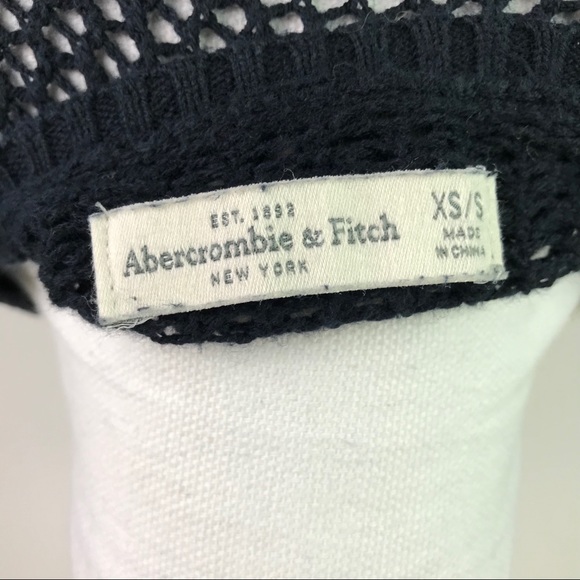 EST. 1892
Abercrombie & Fitch
NEW YORK
XS/S
MADE
IN CHINA